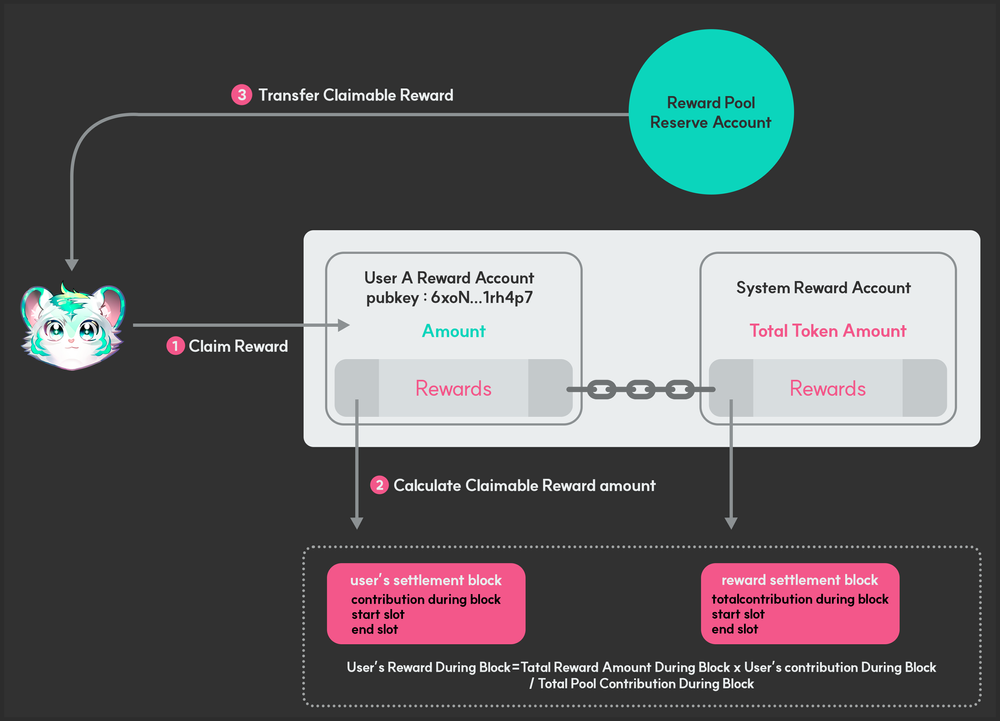 3 Transfer Claimable Reward
Reward Pool
Reserve Account
User A Reward Account
pubkey : 6xoN...1rh4p7
Amount
Rewards
System Reward Account
Total Token Amount
Rewards
1 Claim Reward
2 Calculate Claimable Reward amount
user's settlement block
contribution during block
start slot
end slot
reward settlement block
totalcontribution during block
start slot
end slot
User's Reward During Block=Tatal Reward Amount During Block x User's contribution During Block
/ Total Pool Contribution During Block